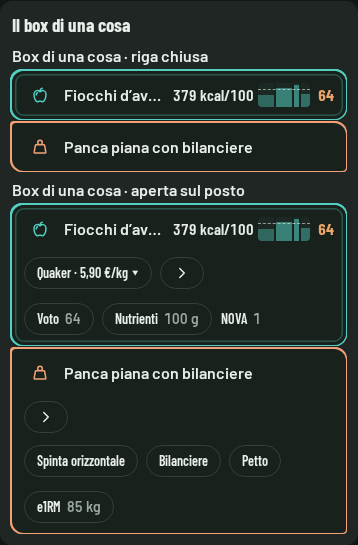 Il box di una cosa
Box di una cosa · riga chiusa
Fiocchi d'av… 379 kcal/100 64
Panca piana con bilanciere
Box di una cosa · aperta sul posto
Fiocchi d'av… 379 kcal/100 64
Quaker · 5,90 €/kg ▾
Voto 64 Nutrienti 100 g NOVA 1
Panca piana con bilanciere
Spinta orizzontale Bilanciere Petto
e1RM 85 kg